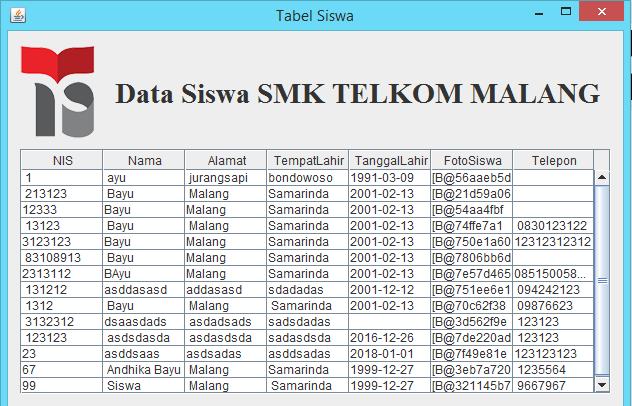 Tabel Siswa
Data Siswa SMK TELKOM MALANG
NIS Nama Alamat TempatLahir TanggalLahir FotoSiswa Telepon
1 ayu jurangsapi bondowoso 1991-03-09 [B@56aaeb5d
213123 Bayu Malang Samarinda 2001-02-13 [B@21d59a06
12333 Bayu Malang Samarinda 2001-02-13 [B@54aa4fbf
13123 Bayu Malang Samarinda 2001-02-13 [B@74ffe7a1 0830123122
3123123 Bayu Malang Samarinda 2001-02-13 [B@750e1a60 12312312312
83108913 Bayu Malang Samarinda 2001-02-13 [B@7806bb6d
2313112 BAyu Malang Samarinda 2001-02-13 [B@7e57d465 085150058...
131212 asddasasd addasasd sdadadas 2001-12-12 [B@751ee6e1 094242123
1312 Bayu Malang Samarinda 2001-02-13 [B@70c62f38 09876623
3132312 dsaasdads asdadsads sadsdadas [B@3d562f9e 123123
123123 asdsdasda asdasdsda sadasdasda 2016-12-26 [B@7de220ad 123123
23 asddsaas asdsadas sadsdasd 2018-01-01 [B@7f49e81e 123123123
67 Andhika Bayu Malang Samarinda 1999-12-27 [B@3eb7a720 1235564
99 Siswa Malang Samarinda 1999-12-27 [B@321145b7 9667967